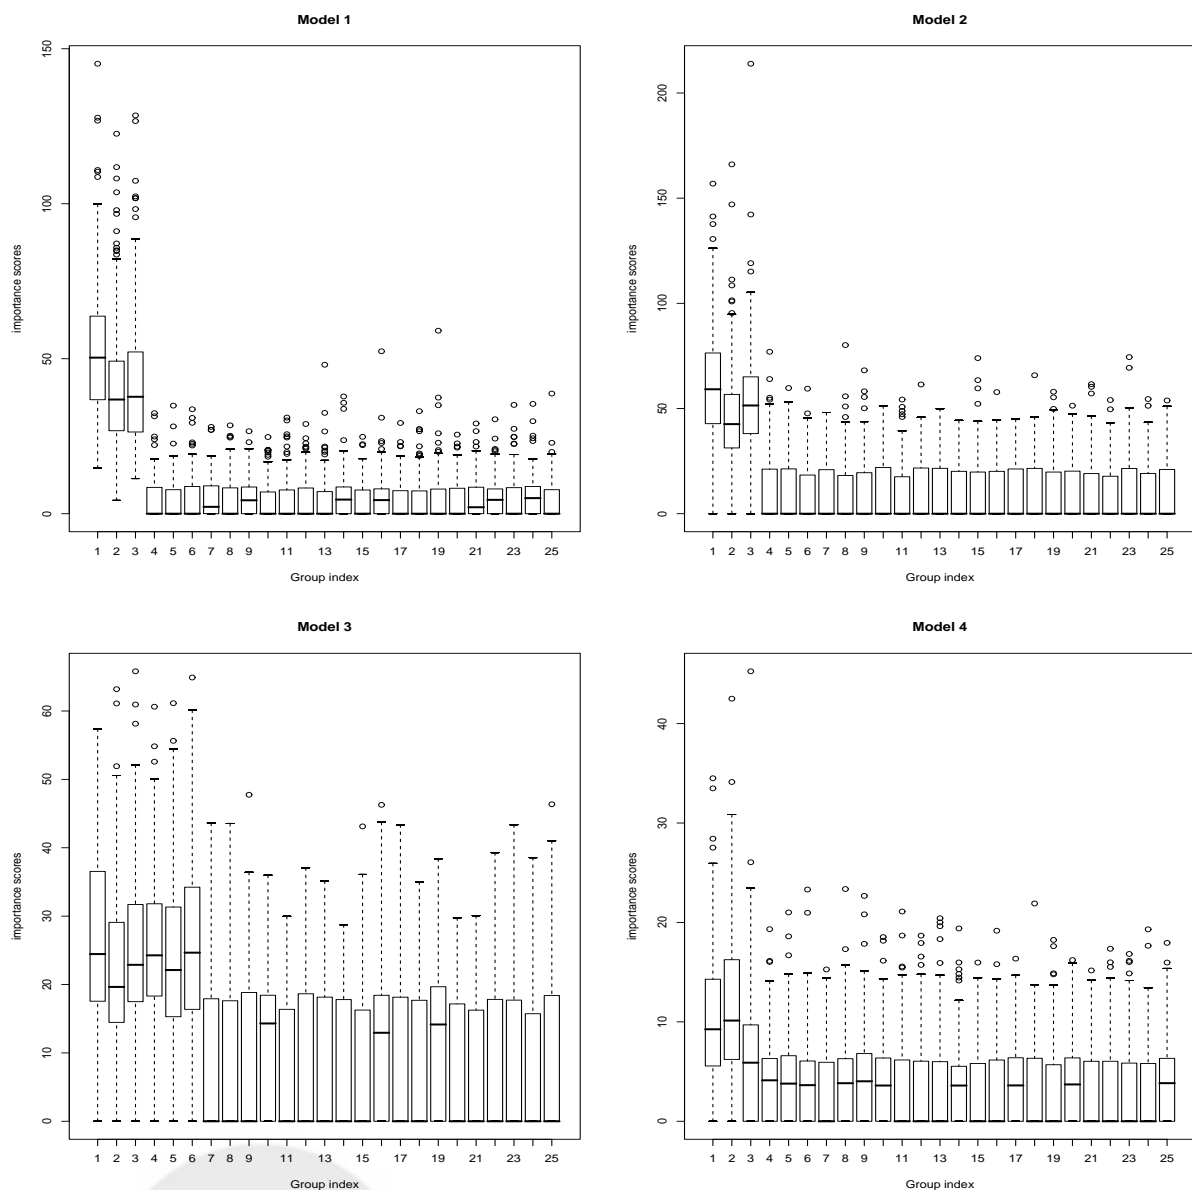 Model 1
importance scores
0 50 100 150
1 2 3 4 5 6 7 8 9 11 13 15 17 19 21 23 25
Group index
Model 2
importance scores
0 50 100 150 200
1 2 3 4 5 6 7 8 9 11 13 15 17 19 21 23 25
Group index
Model 3
importance scores
0 10 20 30 40 50 60
1 2 3 4 5 6 7 8 9 11 13 15 17 19 21 23 25
Group index
Model 4
importance scores
0 10 20 30 40
1 2 3 4 5 6 7 8 9 11 13 15 17 19 21 23 25
Group index